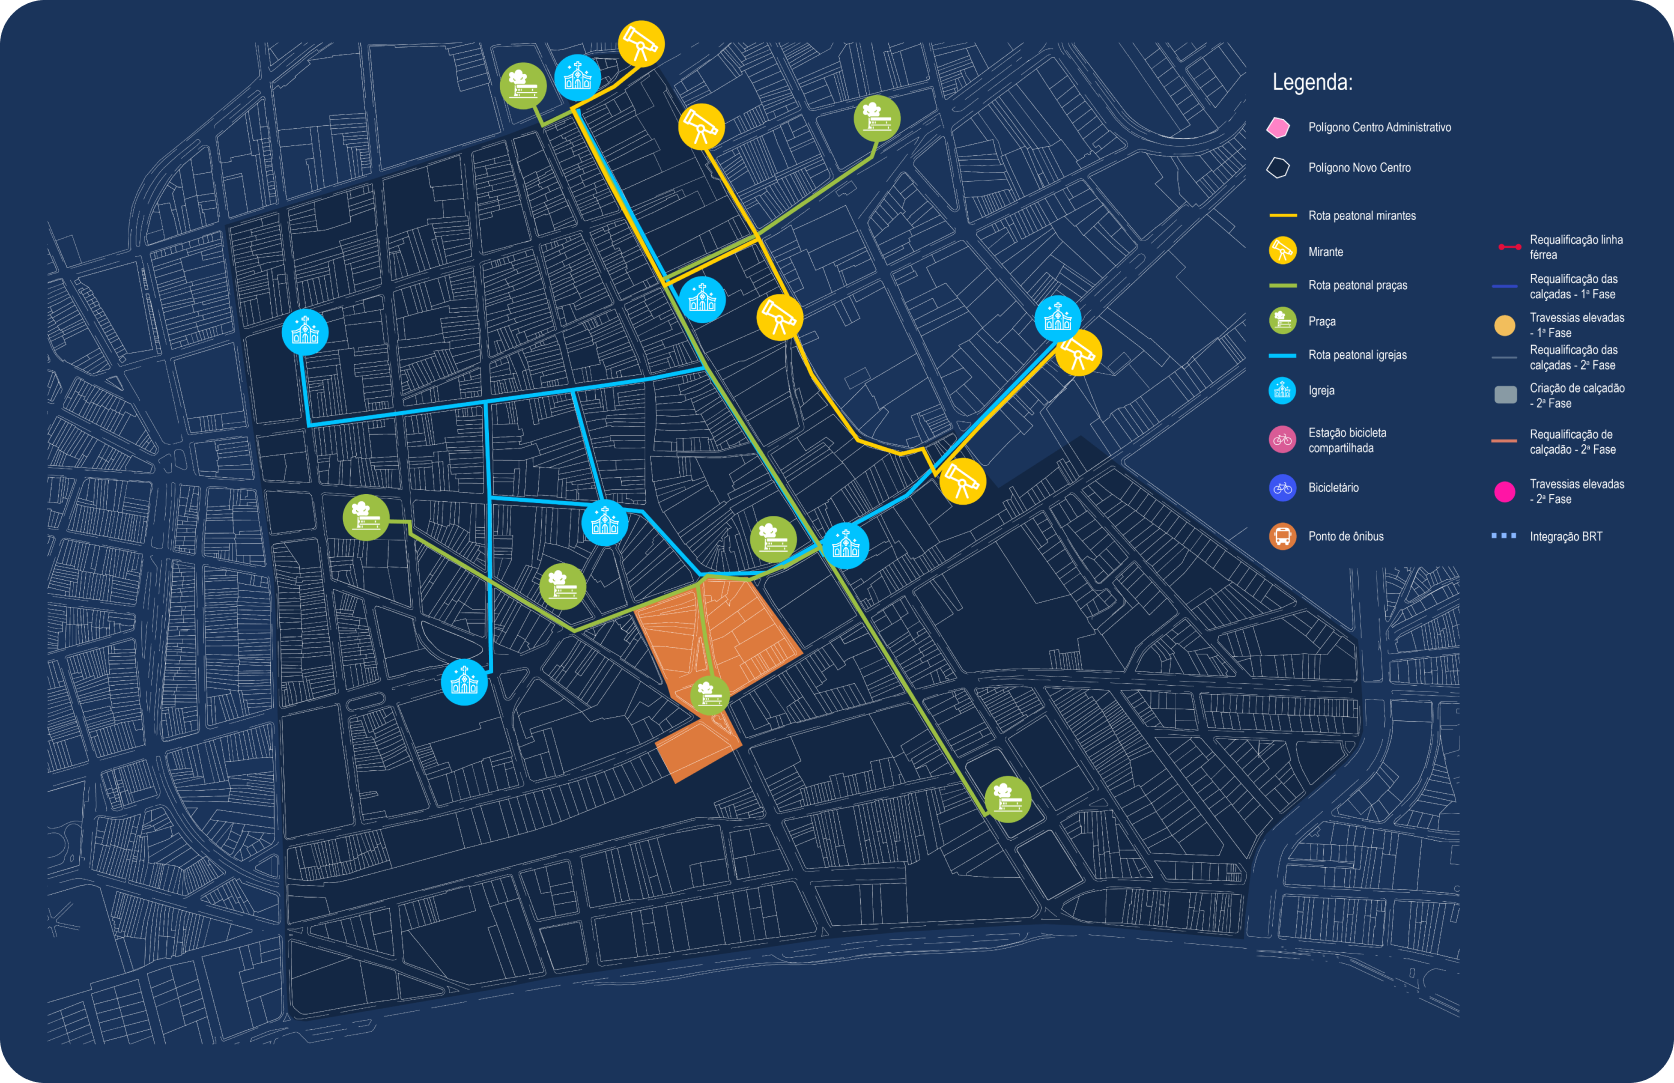 Legenda:
Polígono Centro Administrativo
Polígono Novo Centro
Rota peatonal mirantes
Mirante
Rota peatonal praças
Praça
Rota peatonal igrejas
Igreja
Estação bicicleta
compartilhada
Bicicletário
Ponto de ônibus
Requalificação linha
férrea
Requalificação das
calçadas - 1ª Fase
Travessias elevadas
- 1ª Fase
Requalificação das
calçadas - 2ª Fase
Criação de calçadão
- 2ª Fase
Requalificação de
calçadão - 2ª Fase
Travessias elevadas
- 2ª Fase
Integração BRT